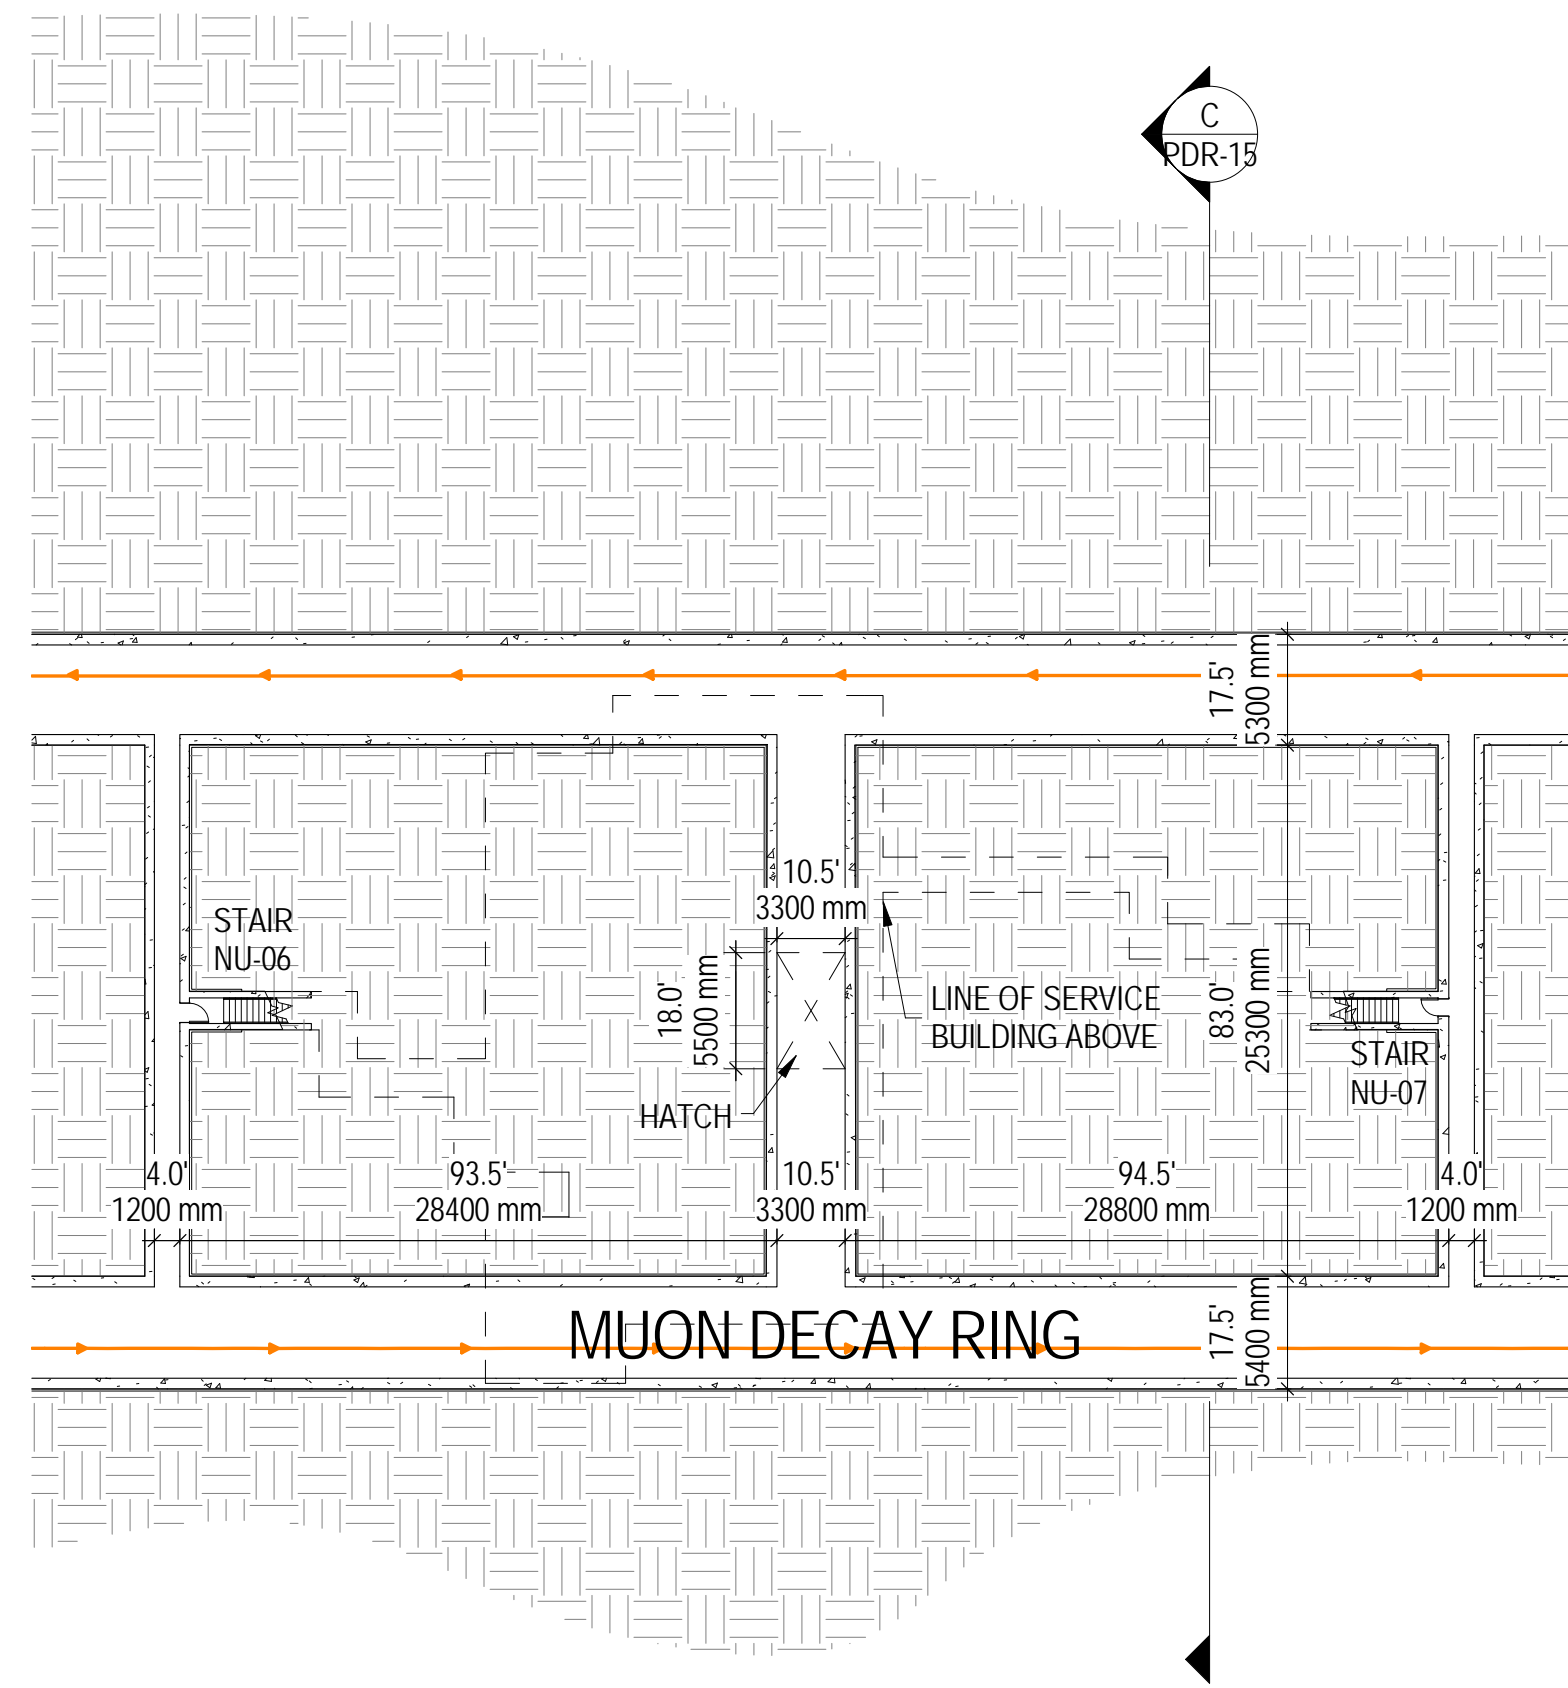 C
PDR-15
17.5'
5300 mm
10.5'
3300 mm
STAIR
NU-06
18.0'
5500 mm
LINE OF SERVICE
BUILDING ABOVE
83.0'
25300 mm
STAIR
NU-07
HATCH
4.0'
1200 mm
93.5'
28400 mm
10.5'
3300 mm
94.5'
28800 mm
4.0'
1200 mm
MUON DECAY RING
17.5'
5400 mm